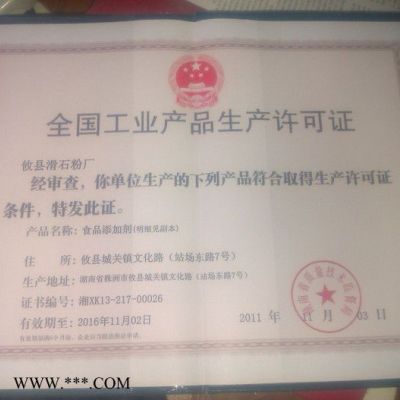 全国工业产品生产许可证
攸县滑石粉厂
经审查，你单位生产的下列产品符合取得生产许可证
条件，特发此证。
产品名称：食品添加剂(明细见副本)
住 所：攸县城关镇文化路（站场东路7号）
生产地址：湖南省株洲市攸县城关镇文化路（站场东路7号）
证书编号：湘XK13-217-00026
有效期至：2016年11月02日
2011 年 11 月 03 日
WWW.***.COM